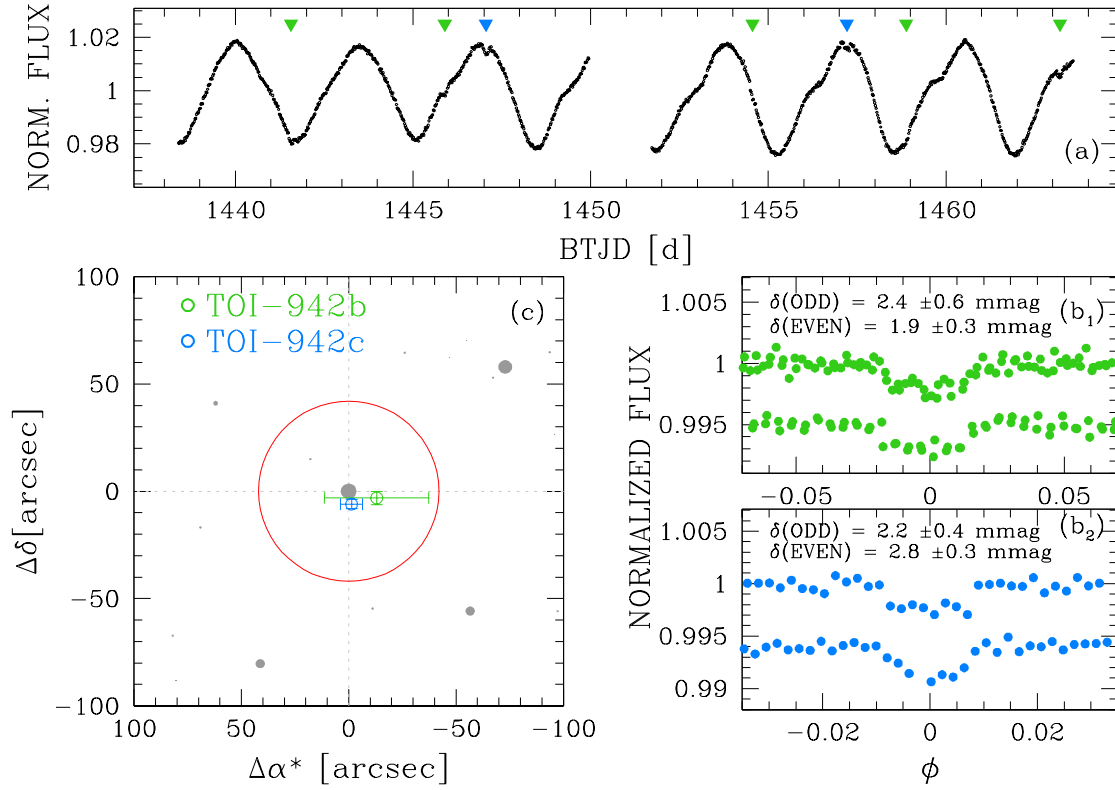 NORM. FLUX
1.02
1
0.98
(a)
1440
1445
1450
1455
1460
BTJD [d]
100
50
0
−50
−100
Δδ[arcsec]
TOI−942b
TOI−942c
(c)
100
50
0
−50
−100
Δα* [arcsec]
NORMALIZED FLUX
1.005
1
0.995
δ(ODD) = 2.4 ±0.6 mmag
δ(EVEN) = 1.9 ±0.3 mmag
(b1)
−0.05
0
0.05
1.005
1
0.995
0.99
δ(ODD) = 2.2 ±0.4 mmag
δ(EVEN) = 2.8 ±0.3 mmag
(b2)
−0.02
0
0.02
ϕ